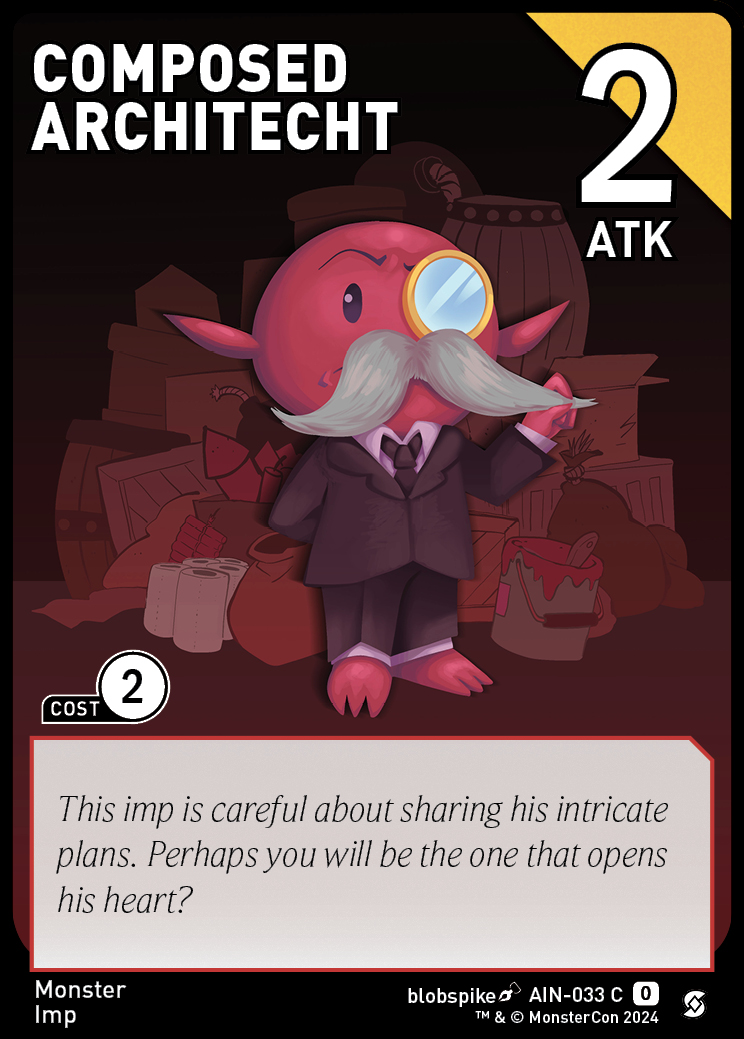 COMPOSED
ARCHITECHT
2
ATK
COST 2
This imp is careful about sharing his intricate
plans. Perhaps you will be the one that opens
his heart?
Monster
Imp
blobspike AIN-033 C 0
™ & © MonsterCon 2024